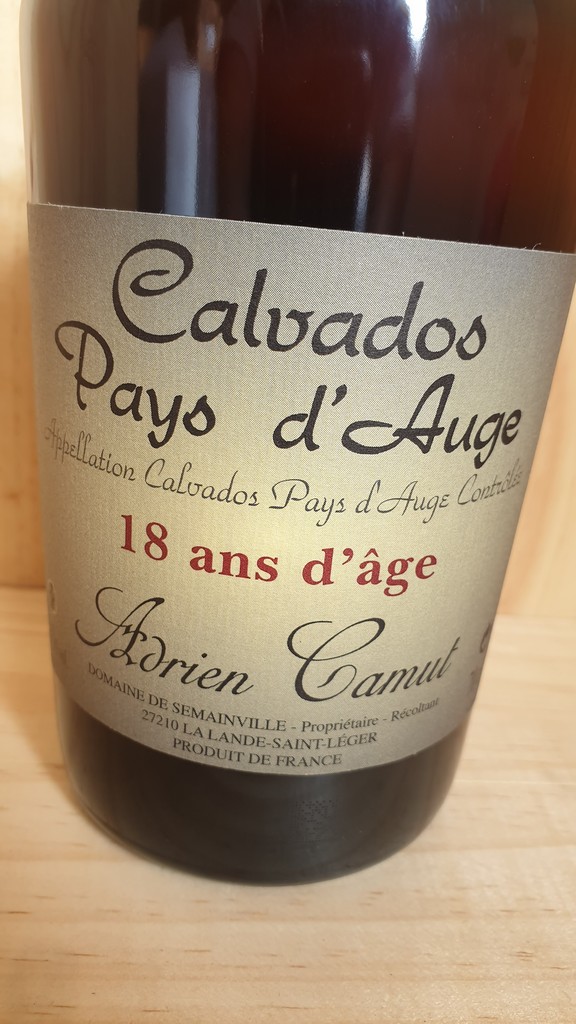 Calvados
Pays d'Auge
Appellation Calvados Pays d'Auge Contrôlée
18 ans d'âge
Adrien Camut
DOMAINE DE SEMAINVILLE - Propriétaire - Récoltant
27210 LA LANDE-SAINT-LÉGER
PRODUIT DE FRANCE